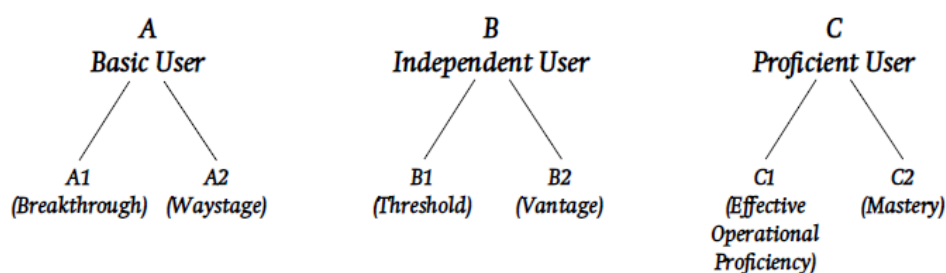 A
Basic User
B
Independent User
C
Proficient User
A1
(Breakthrough)
A2
(Waystage)
B1
(Threshold)
B2
(Vantage)
C1
(Effective
Operational
Proficiency)
C2
(Mastery)